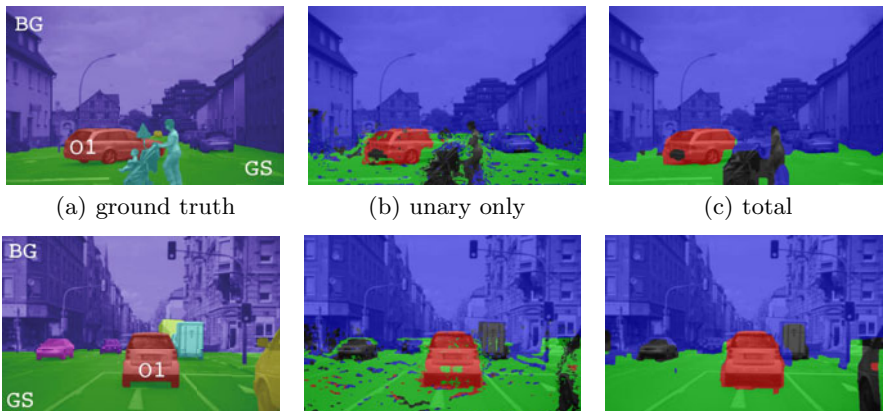 BG
O1
GS
(a) ground truth
(b) unary only
(c) total
BG
O1
GS